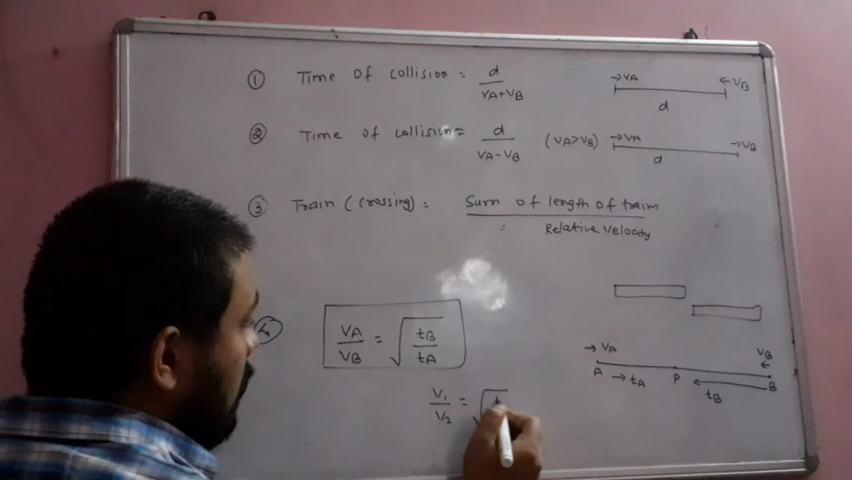 ① Time of collision = d/(VA+VB) →VA ←VB
d
② Time of collision = d/(VA-VB) (VA>VB) →VA →VB
d
③ Train (crossing) = Sum of length of train / Relative Velocity
④ VA/VB = √(tB/tA)
→VA VB ←
A →tA P ← tB B
V1/V2 = √t